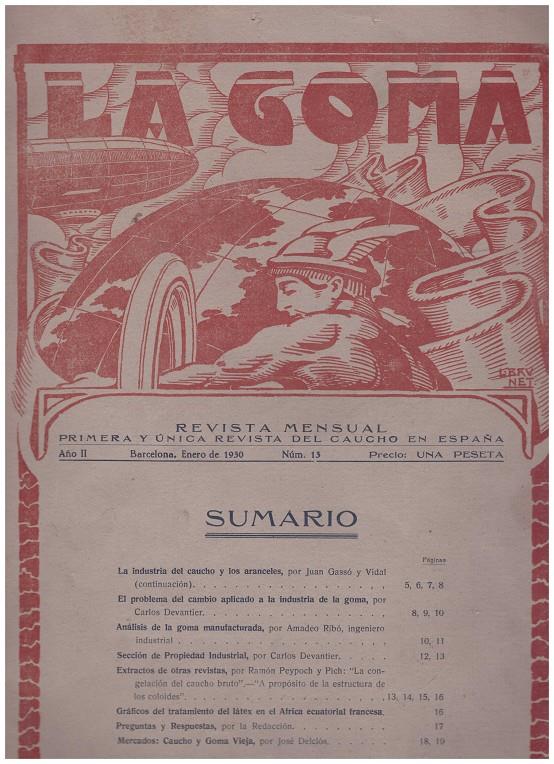 LA GOMA
LBRU
NET
REVISTA MENSUAL
PRIMERA Y ÚNICA REVISTA DEL CAUCHO EN ESPAÑA
Año II Barcelona, Enero de 1930 Núm. 13 Precio: UNA PESETA
SUMARIO
Páginas
La industria del caucho y los aranceles, por Juan Gassó y Vidal
(continuación). . . . . . . . . . . . . . . . 5, 6, 7, 8
El problema del cambio aplicado a la industria de la goma, por
Carlos Devantier. . . . . . . . . . . . . . . 8, 9, 10
Análisis de la goma manufacturada, por Amadeo Ribó, ingeniero
industrial . . . . . . . . . . . . . . . . . 10, 11
Sección de Propiedad Industrial, por Carlos Devantier. . . . . 12, 13
Extractos de otras revistas, por Ramón Peypoch y Pich: "La con-
gelación del caucho bruto".—"A propósito de la estructura de
los coloides". . . . . . . . . . . . . . . . 13, 14, 15, 16
Gráficos del tratamiento del látex en el Africa ecuatorial francesa. 16
Preguntas y Respuestas, por la Redacción. . . . . . . . . 17
Mercados: Caucho y Goma Vieja, por José Delclós. . . . . . 18, 19